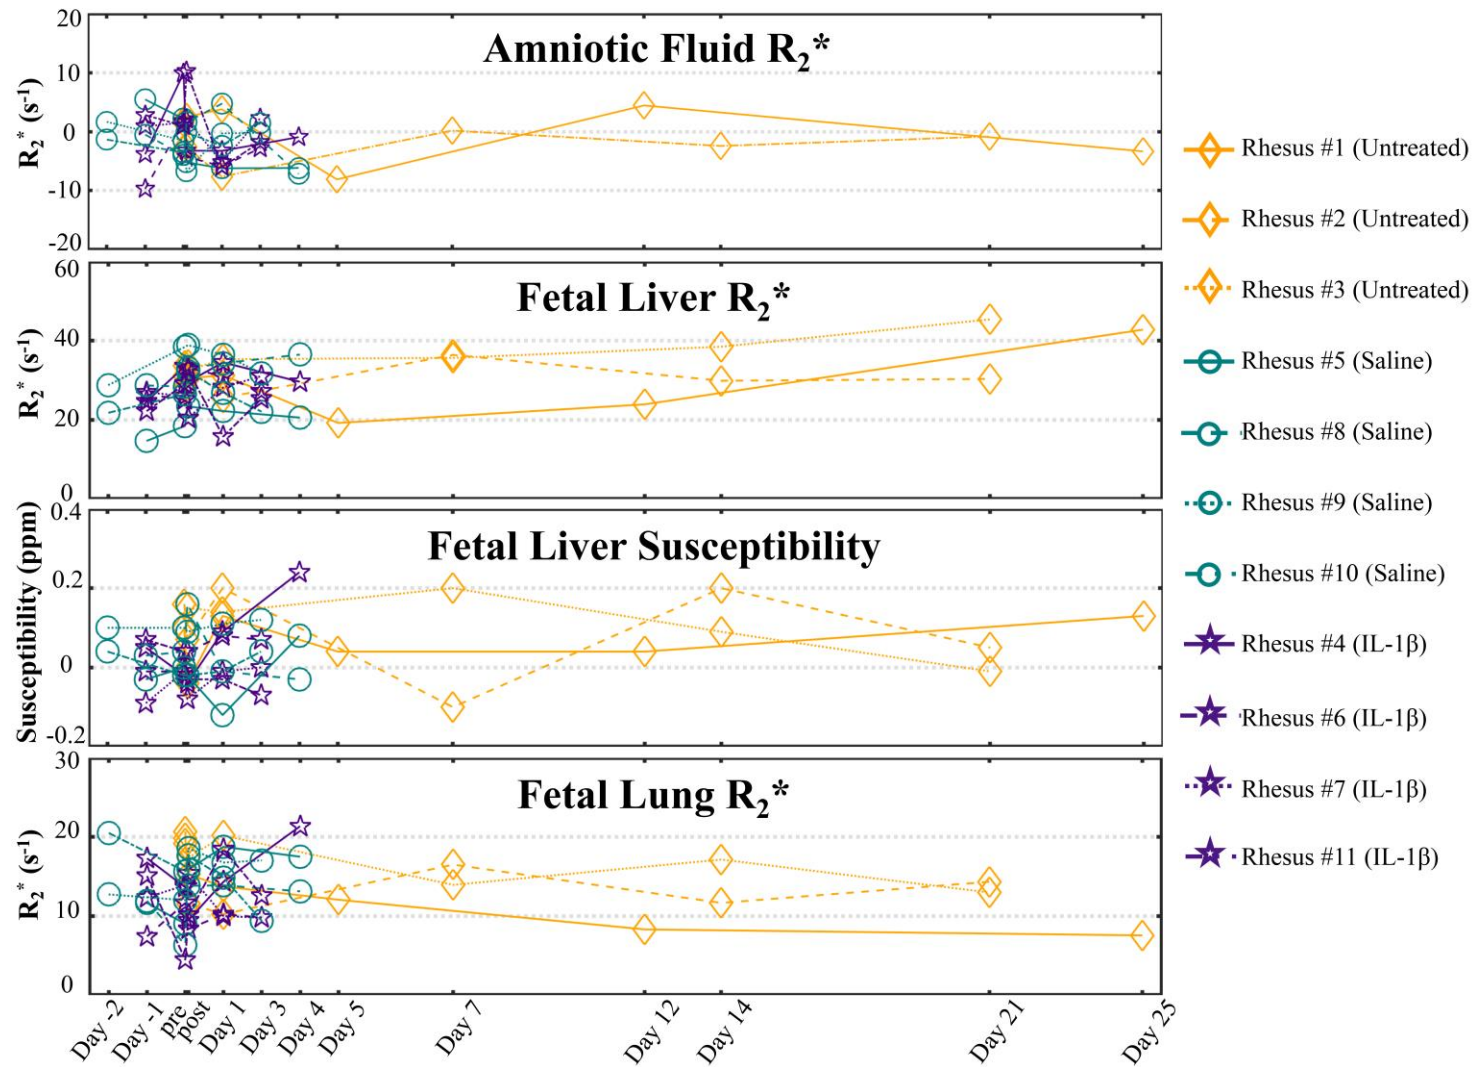 Amniotic Fluid R₂*
R₂* (s⁻¹)
20
10
0
-10
-20
Fetal Liver R₂*
R₂* (s⁻¹)
60
40
20
0
Fetal Liver Susceptibility
Susceptibility (ppm)
0.4
0.2
0
-0.2
Fetal Lung R₂*
R₂* (s⁻¹)
30
20
10
0
Day -2
Day -1
pre
post
Day 1
Day 3
Day 4
Day 5
Day 7
Day 12
Day 14
Day 21
Day 25
Rhesus #1 (Untreated)
Rhesus #2 (Untreated)
Rhesus #3 (Untreated)
Rhesus #5 (Saline)
Rhesus #8 (Saline)
Rhesus #9 (Saline)
Rhesus #10 (Saline)
Rhesus #4 (IL-1β)
Rhesus #6 (IL-1β)
Rhesus #7 (IL-1β)
Rhesus #11 (IL-1β)